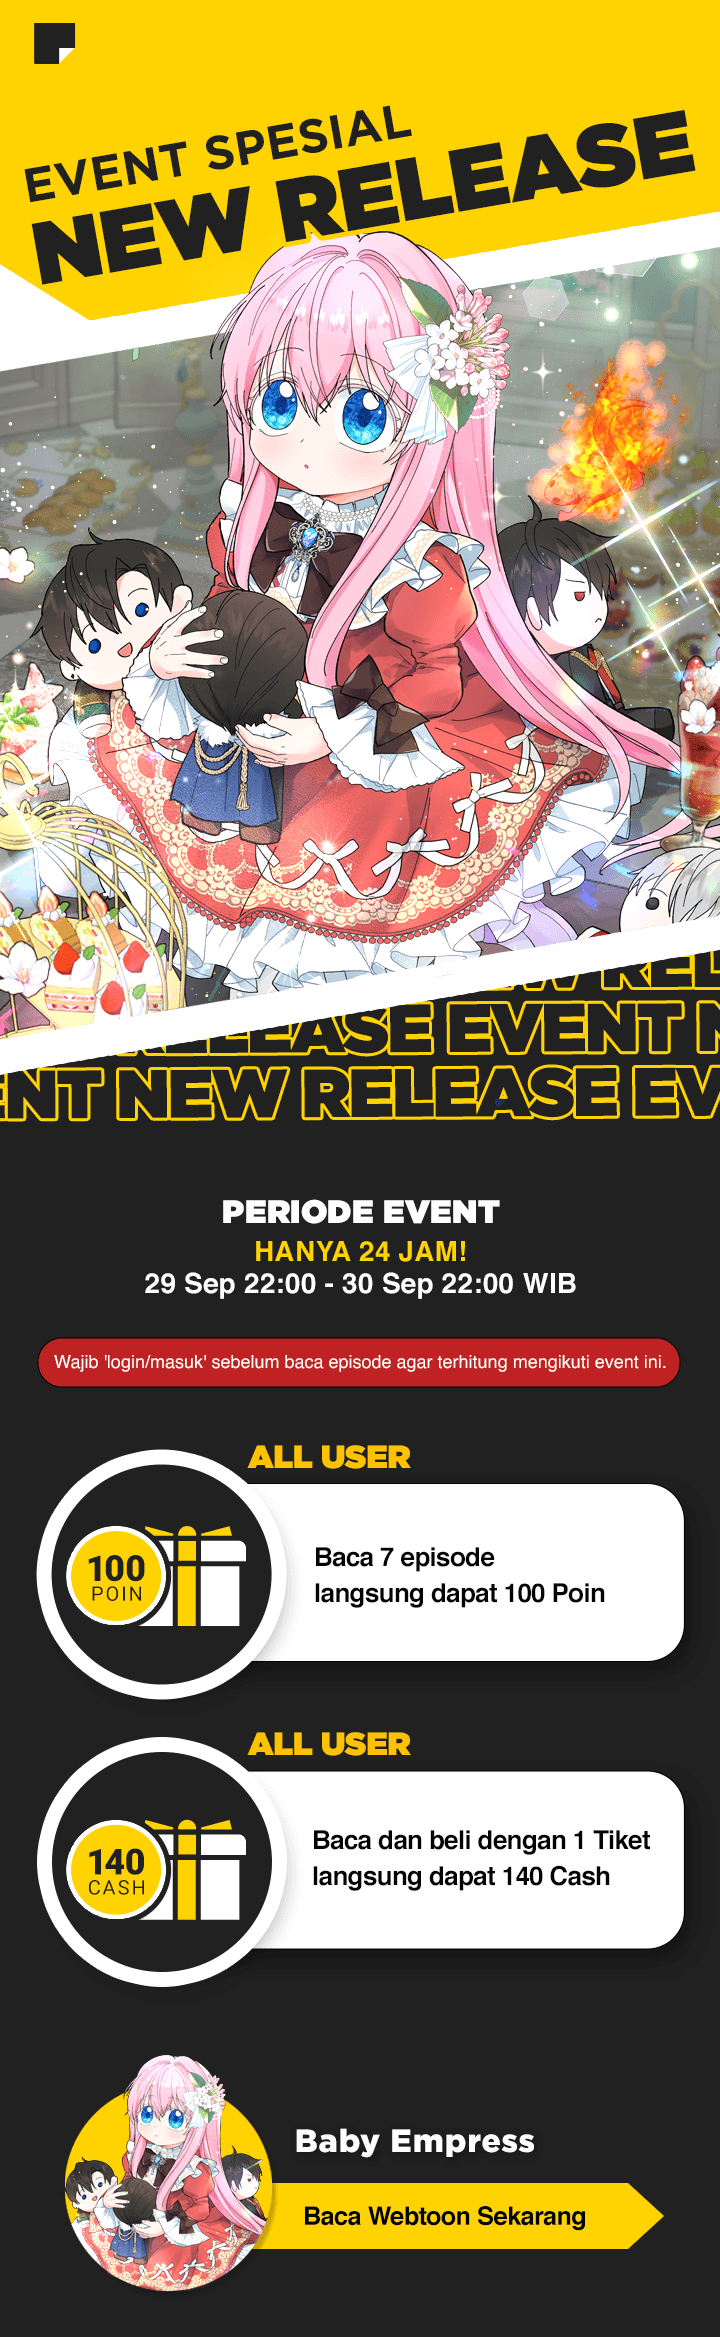 EVENT SPESIAL
NEW RELEASE
NEW REL
RELEASE EVENT N
ENT NEW RELEASE EV
PERIODE EVENT
HANYA 24 JAM!
29 Sep 22:00 - 30 Sep 22:00 WIB
Wajib 'login/masuk' sebelum baca episode agar terhitung mengikuti event ini.
ALL USER
100
POIN
Baca 7 episode
langsung dapat 100 Poin
ALL USER
140
CASH
Baca dan beli dengan 1 Tiket
langsung dapat 140 Cash
Baby Empress
Baca Webtoon Sekarang